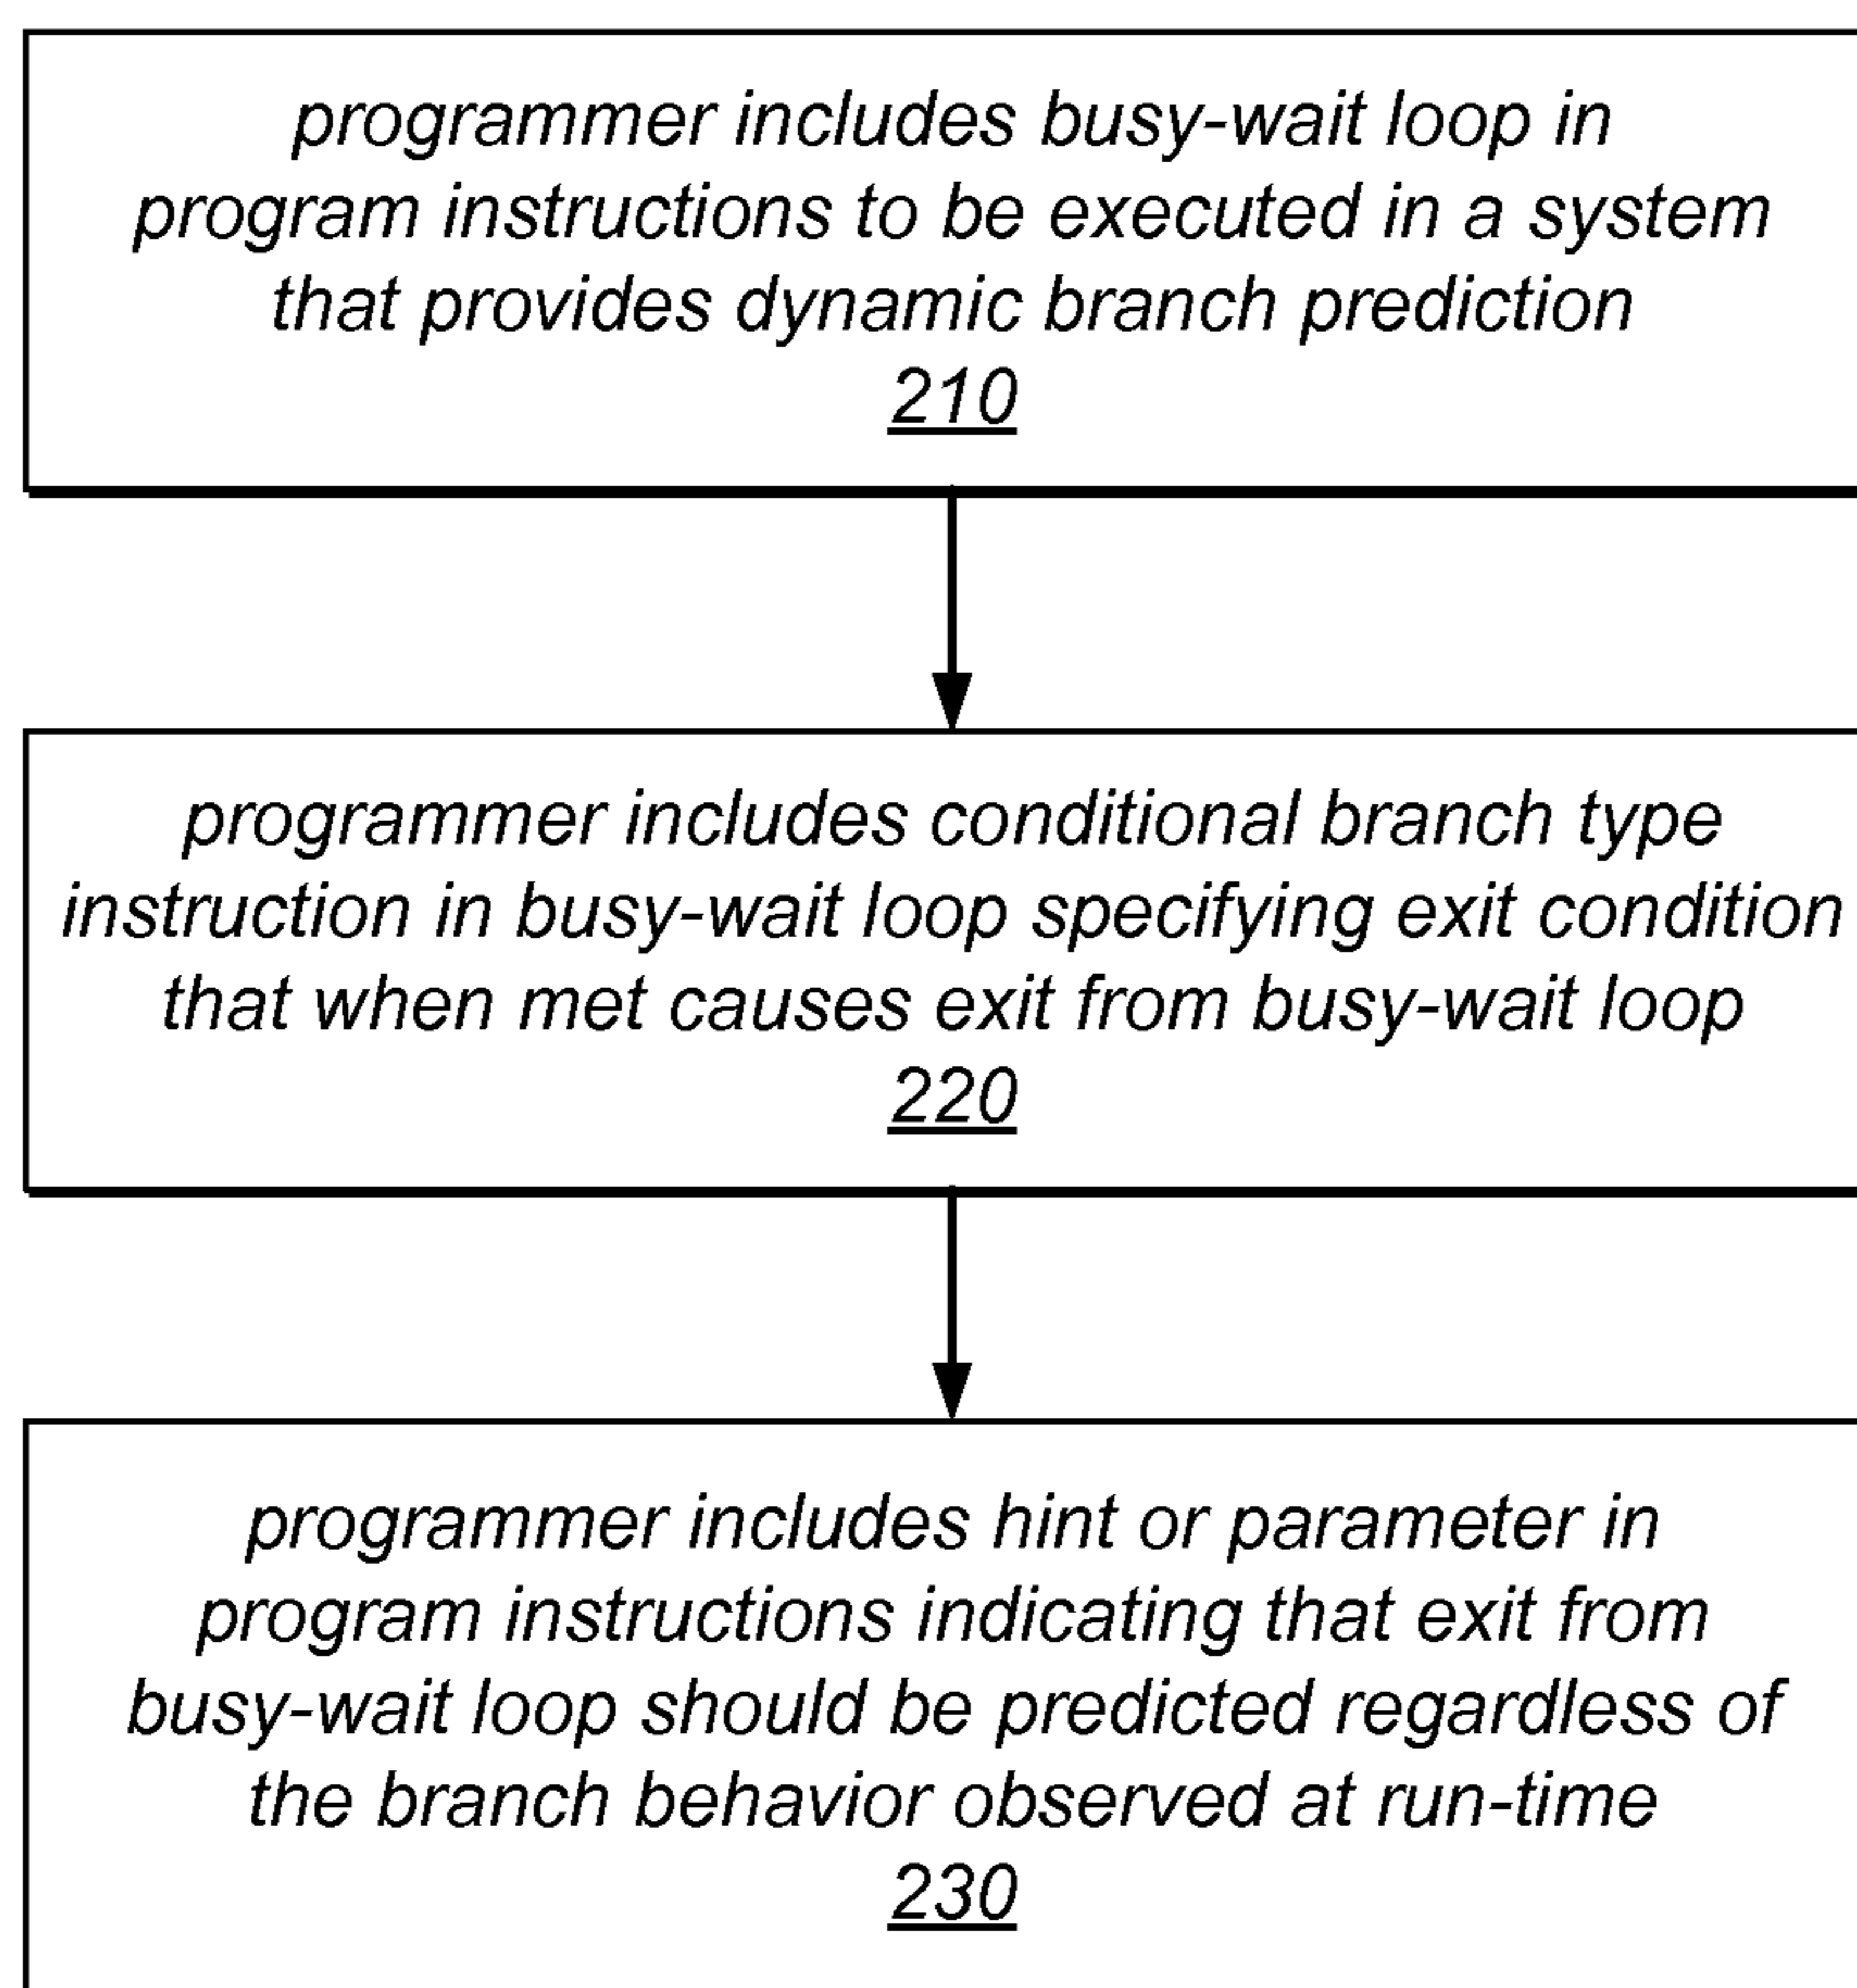 programmer includes busy-wait loop in
program instructions to be executed in a system
that provides dynamic branch prediction
210
programmer includes conditional branch type
instruction in busy-wait loop specifying exit condition
that when met causes exit from busy-wait loop
220
programmer includes hint or parameter in
program instructions indicating that exit from
busy-wait loop should be predicted regardless of
the branch behavior observed at run-time
230